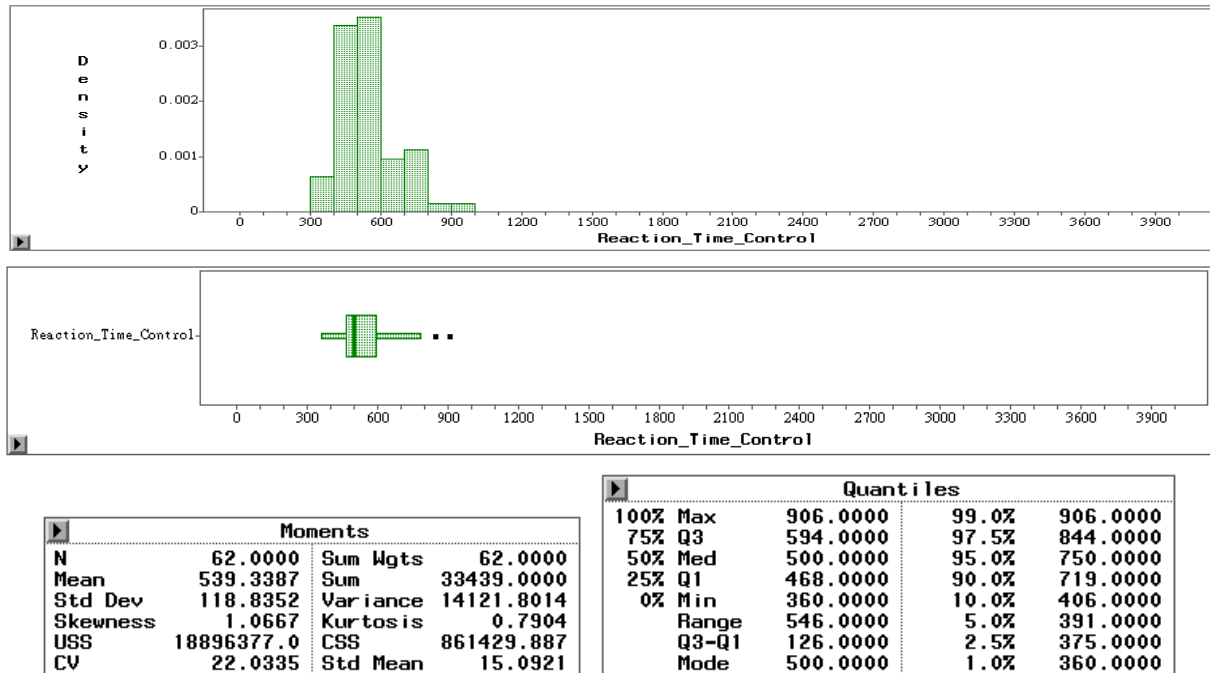 Density
0.003
0.002
0.001
0
0 300 600 900 1200 1500 1800 2100 2400 2700 3000 3300 3600 3900
Reaction_Time_Control
Reaction_Time_Control
0 300 600 900 1200 1500 1800 2100 2400 2700 3000 3300 3600 3900
Reaction_Time_Control
Moments
N 62.0000 Sum Wgts 62.0000
Mean 539.3387 Sum 33439.0000
Std Dev 118.8352 Variance 14121.8014
Skewness 1.0667 Kurtosis 0.7904
USS 18896377.0 CSS 861429.887
CV 22.0335 Std Mean 15.0921
Quantiles
100% Max 906.0000 99.0% 906.0000
75% Q3 594.0000 97.5% 844.0000
50% Med 500.0000 95.0% 750.0000
25% Q1 468.0000 90.0% 719.0000
0% Min 360.0000 10.0% 406.0000
Range 546.0000 5.0% 391.0000
Q3-Q1 126.0000 2.5% 375.0000
Mode 500.0000 1.0% 360.0000